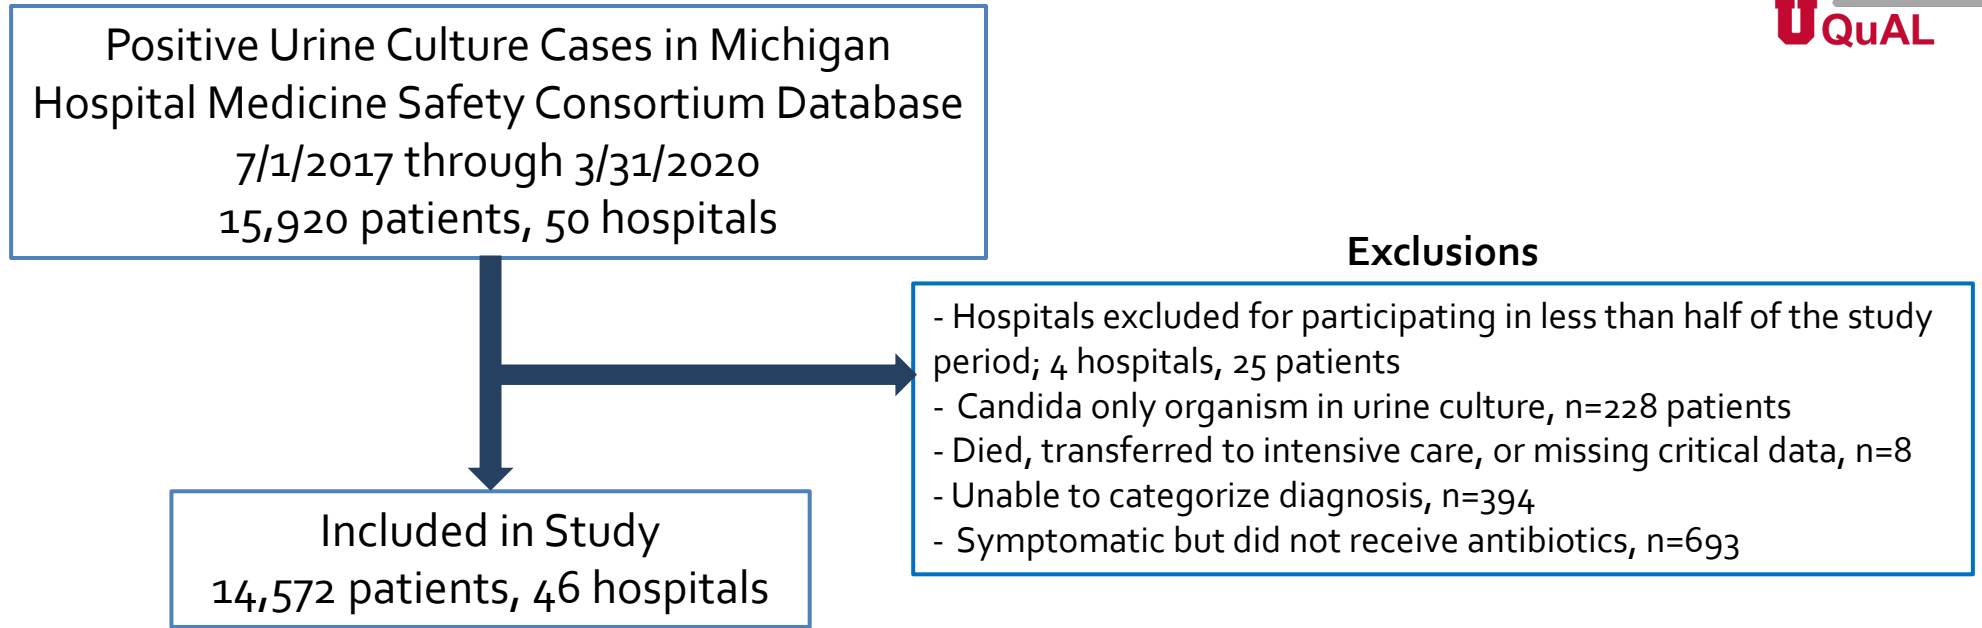 U QuAL
Positive Urine Culture Cases in Michigan
Hospital Medicine Safety Consortium Database
7/1/2017 through 3/31/2020
15,920 patients, 50 hospitals
Exclusions
- Hospitals excluded for participating in less than half of the study
period; 4 hospitals, 25 patients
- Candida only organism in urine culture, n=228 patients
- Died, transferred to intensive care, or missing critical data, n=8
- Unable to categorize diagnosis, n=394
- Symptomatic but did not receive antibiotics, n=693
Included in Study
14,572 patients, 46 hospitals